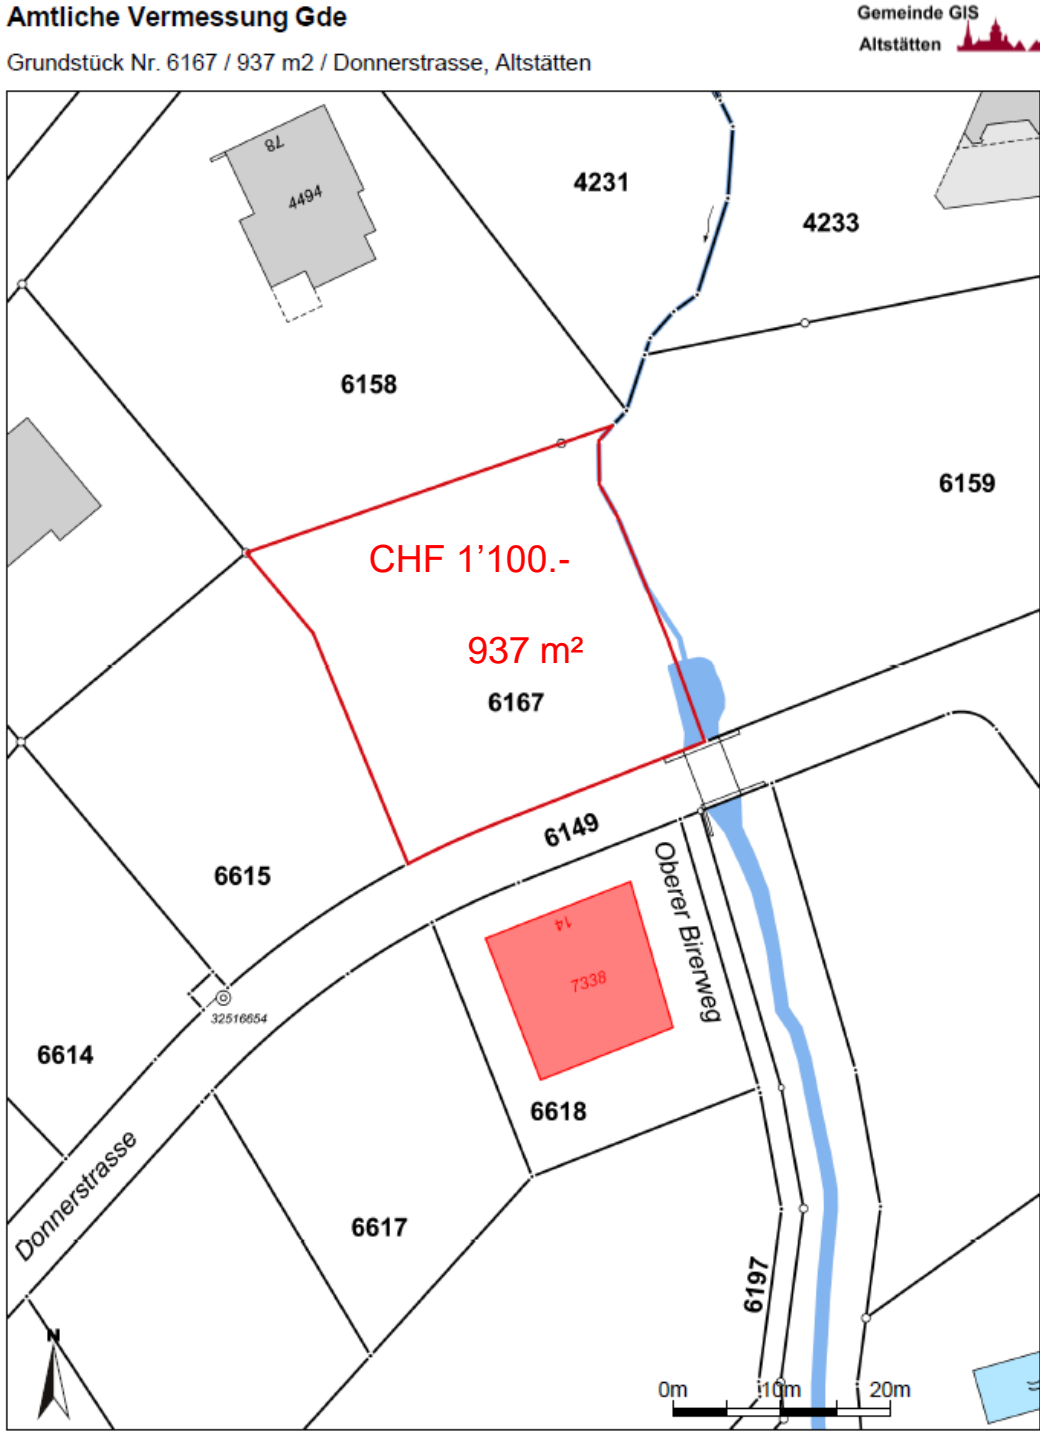 Amtliche Vermessung Gde
Grundstück Nr. 6167 / 937 m2 / Donnerstrasse, Altstätten
Gemeinde GIS
Altstätten
78
4494
4231
4233
6158
6159
CHF 1'100.-
937 m²
6167
6149
6615
Oberer Birerweg
14
7338
32516654
6614
6618
Donnerstrasse
6617
6197
N
0m 10m 20m